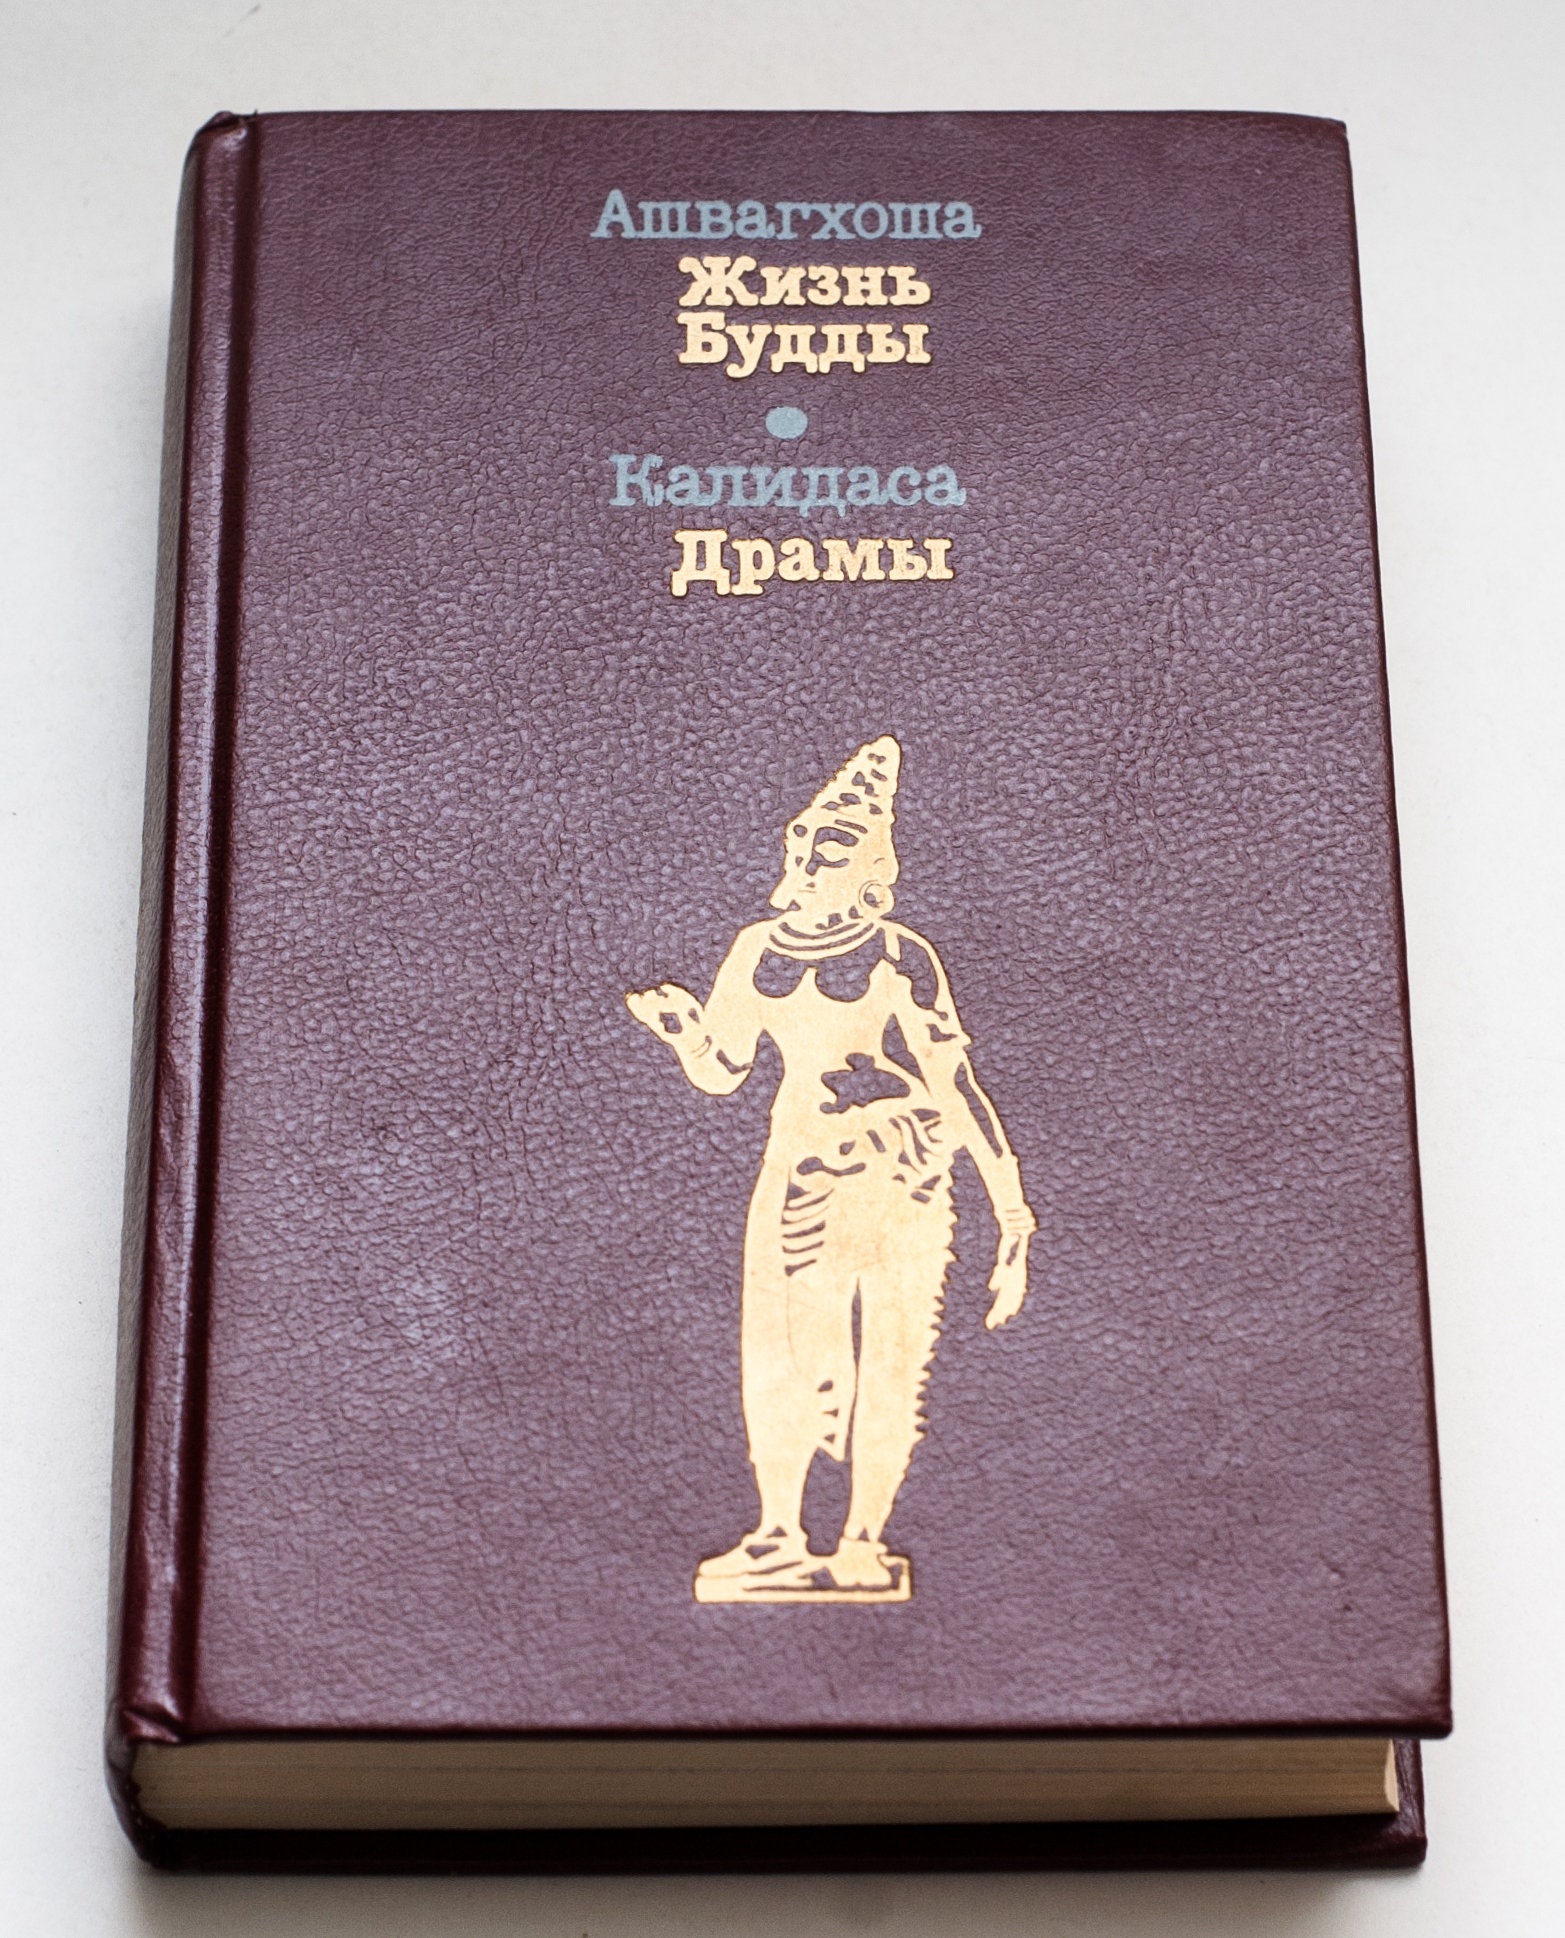 Ашвагхоша
Жизнь
Будды
•
Калидаса
Драмы